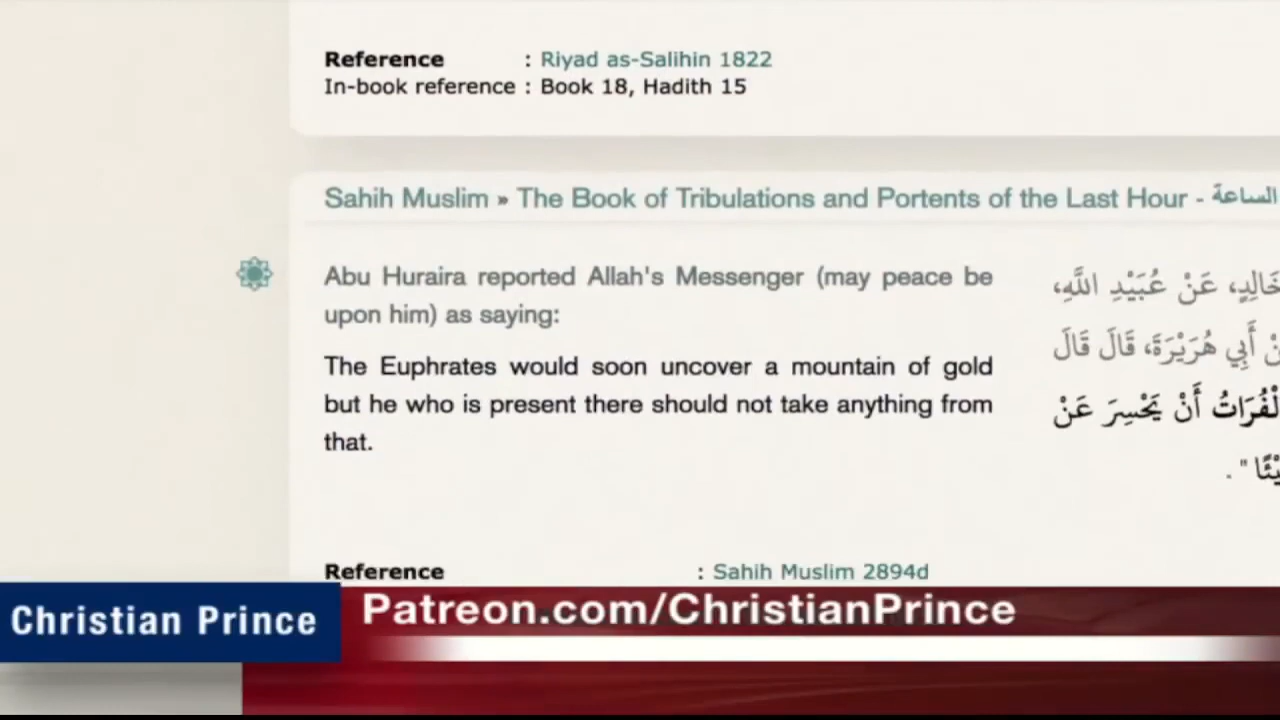 Reference : Riyad as-Salihin 1822
In-book reference : Book 18, Hadith 15
Sahih Muslim » The Book of Tribulations and Portents of the Last Hour - الساعة
Abu Huraira reported Allah's Messenger (may peace be
upon him) as saying:
The Euphrates would soon uncover a mountain of gold
but he who is present there should not take anything from
that.
خَالِدٍ، عَنْ عُبَيْدِ اللَّهِ،
أَبِي هُرَيْرَةَ، قَالَ قَالَ
أَنْ يَحْسِرَ عَنْ
Reference : Sahih Muslim 2894d
Christian Prince
Patreon.com/ChristianPrince